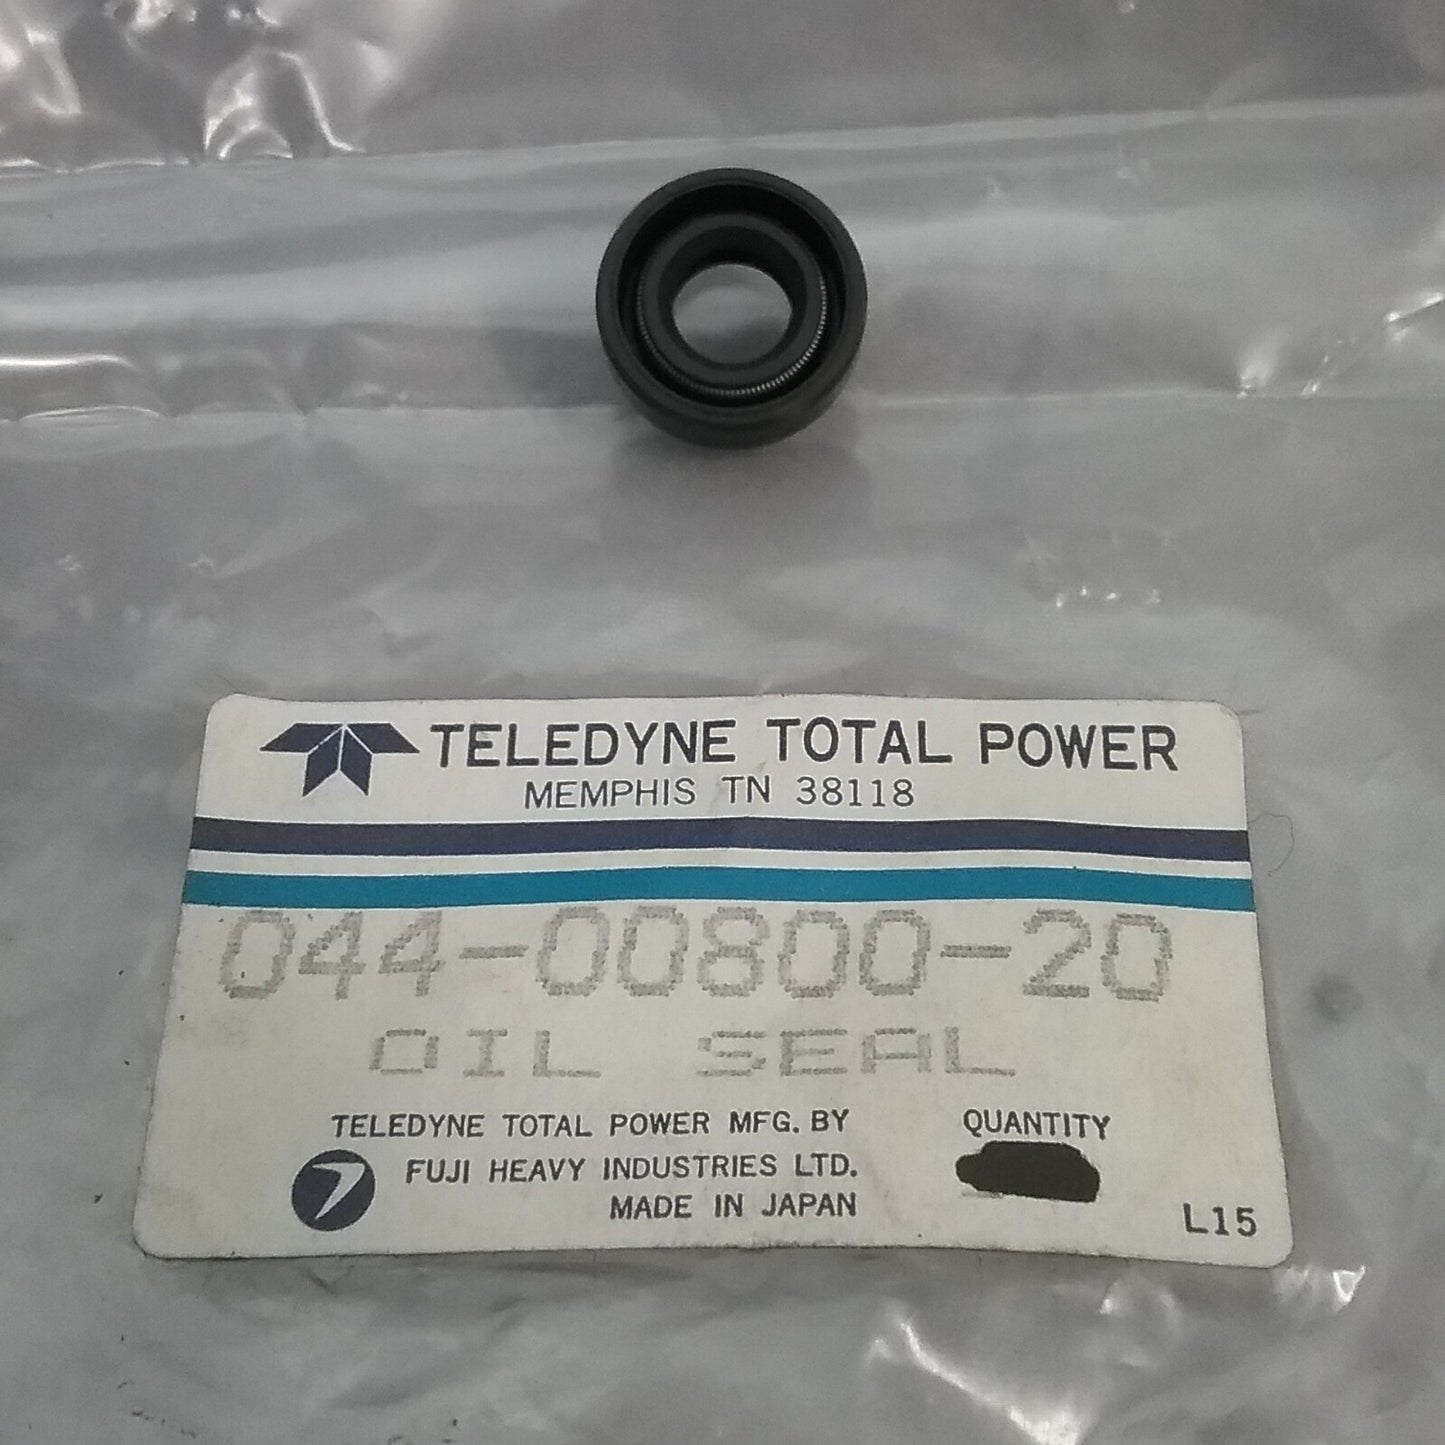 TELEDYNE TOTAL POWER
MEMPHIS TN 38118
044-00800-20
OIL SEAL
TELEDYNE TOTAL POWER MFG. BY
FUJI HEAVY INDUSTRIES LTD.
MADE IN JAPAN
QUANTITY
L15